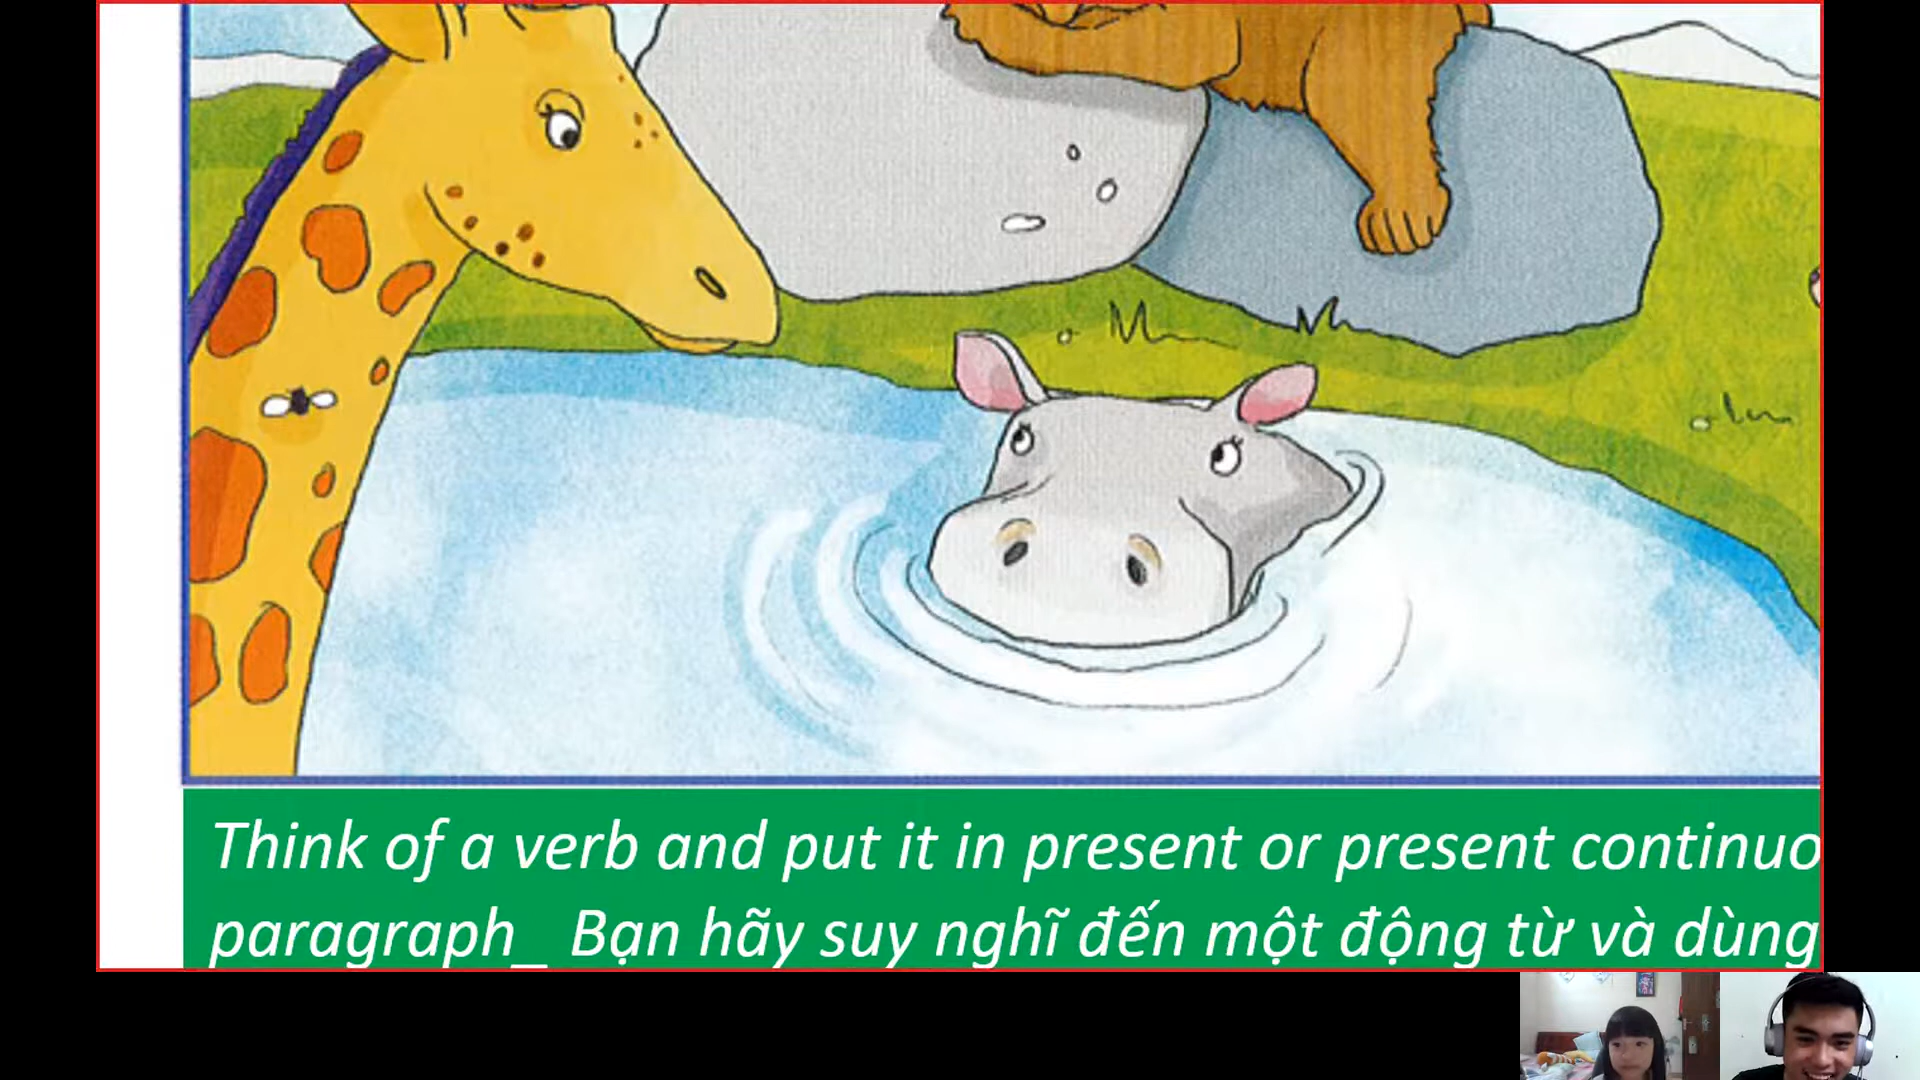 Think of a verb and put it in present or present continuo
paragraph_ Bạn hãy suy nghĩ đến một động từ và dùng